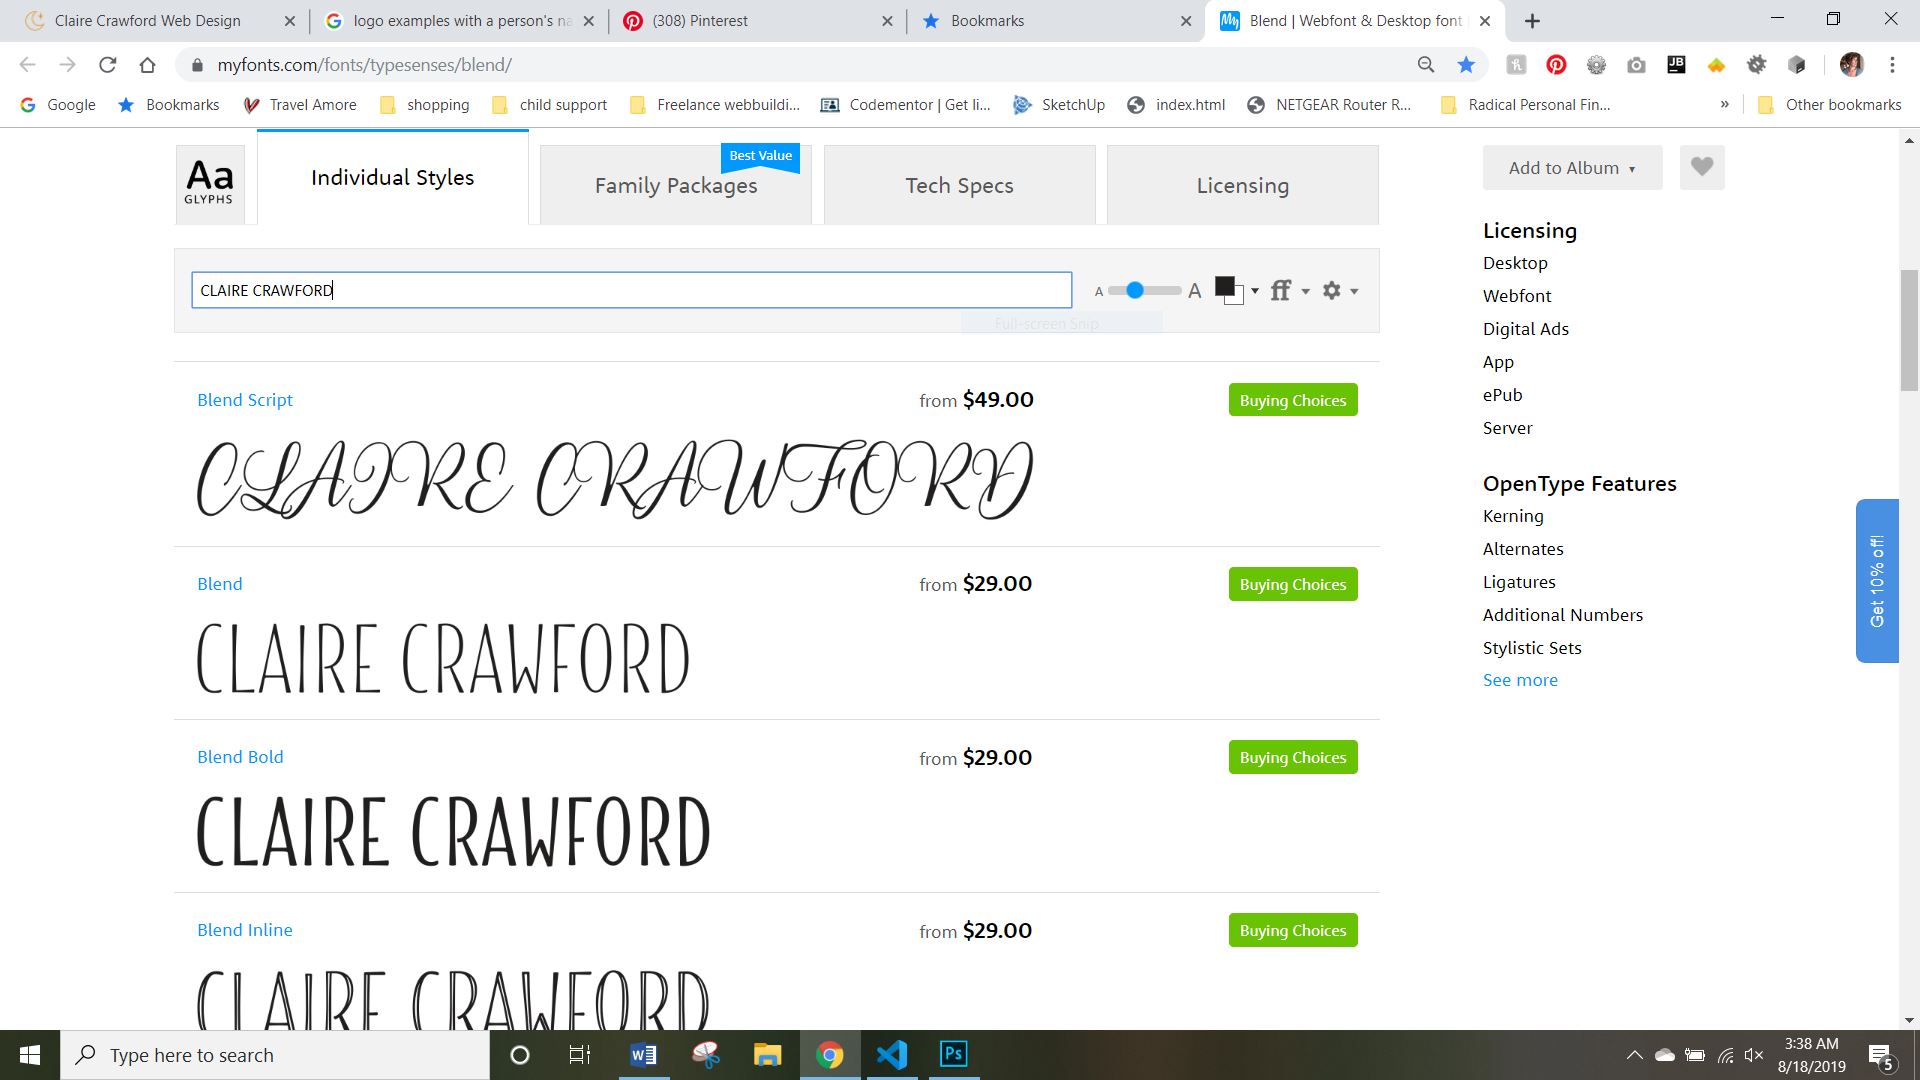 Claire Crawford Web Design
logo examples with a person's na
(308) Pinterest
Bookmarks
Blend | Webfont & Desktop font
myfonts.com/fonts/typesenses/blend/
Google
Bookmarks
Travel Amore
shopping
child support
Freelance webbuildi...
Codementor | Get li...
SketchUp
index.html
NETGEAR Router R...
Radical Personal Fin...
»
Other bookmarks
Aa
GLYPHS
Individual Styles
Best Value
Family Packages
Tech Specs
Licensing
Add to Album
CLAIRE CRAWFORD
A
A
ff
Full-screen Snip
Blend Script
from $49.00
Buying Choices
CLAIRE CRAWFORD
Blend
from $29.00
Buying Choices
CLAIRE CRAWFORD
Blend Bold
from $29.00
Buying Choices
CLAIRE CRAWFORD
Blend Inline
from $29.00
Buying Choices
CLAIRE CRAWFORD
Licensing
Desktop
Webfont
Digital Ads
App
ePub
Server
OpenType Features
Kerning
Alternates
Ligatures
Additional Numbers
Stylistic Sets
See more
Get 10% off!
Type here to search
Ps
3:38 AM
8/18/2019
5